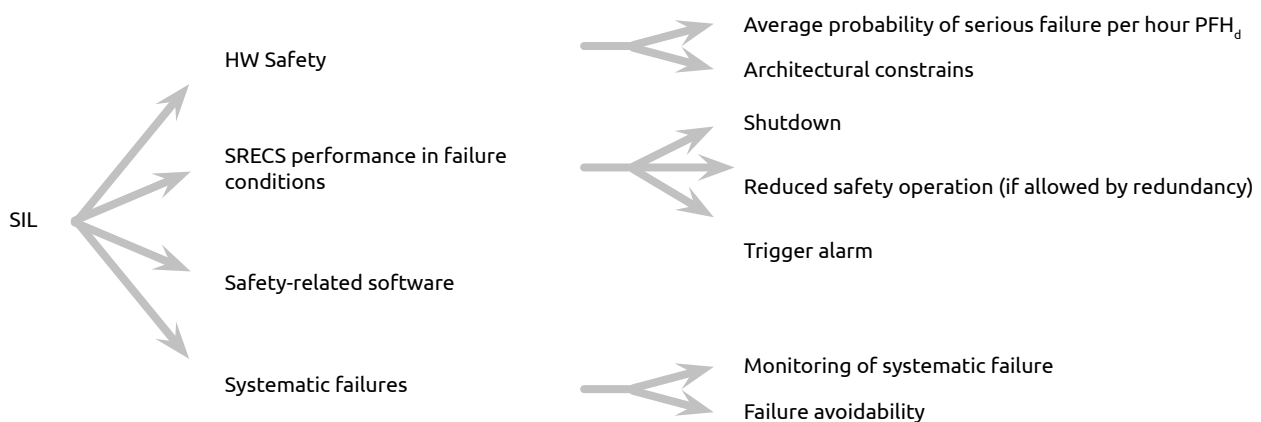 SIL
HW Safety
Average probability of serious failure per hour PFHd
Architectural constrains
SRECS performance in failure
conditions
Shutdown
Reduced safety operation (if allowed by redundancy)
Trigger alarm
Safety-related software
Systematic failures
Monitoring of systematic failure
Failure avoidability